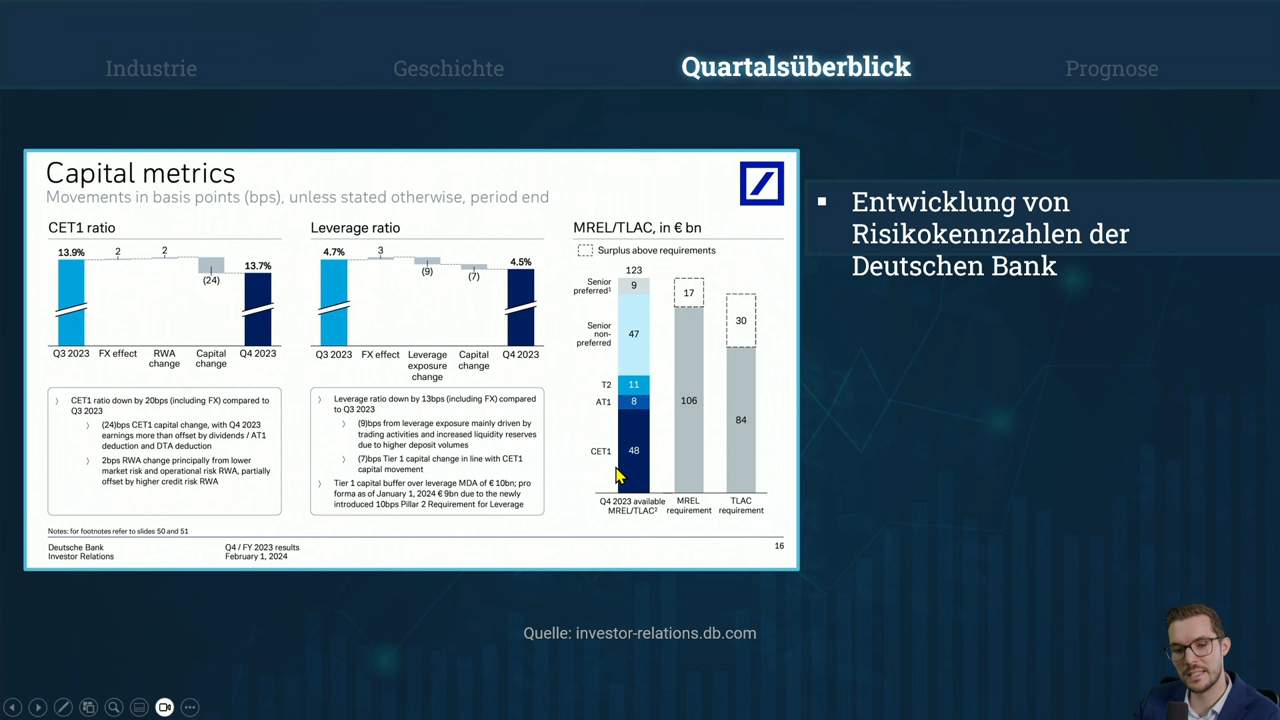 Industrie
Geschichte
Quartalsüberblick
Prognose
Capital metrics
Movements in basis points (bps), unless stated otherwise, period end
CET1 ratio
13.9%
2
2
(24)
13.7%
Q3 2023
FX effect
RWA
change
Capital
change
Q4 2023
CET1 ratio down by 20bps (including FX) compared to
Q3 2023
(24)bps CET1 capital change, with Q4 2023
earnings more than offset by dividends / AT1
deduction and DTA deduction
2bps RWA change principally from lower
market risk and operational risk RWA, partially
offset by higher credit risk RWA
Leverage ratio
4.7%
3
(9)
(7)
4.5%
Q3 2023
FX effect
Leverage
exposure
change
Capital
change
Q4 2023
Leverage ratio down by 13bps (including FX) compared
to Q3 2023
(9)bps from leverage exposure mainly driven by
trading activities and increased liquidity reserves
due to higher deposit volumes
(7)bps Tier 1 capital change in line with CET1
capital movement
Tier 1 capital buffer over leverage MDA of € 10bn; pro
forma as of January 1, 2024 € 9bn due to the newly
introduced 10bps Pillar 2 Requirement for Leverage
MREL/TLAC, in € bn
Surplus above requirements
123
Senior
preferred¹
9
Senior
non-
preferred
47
T2
11
AT1
8
CET1
48
17
106
30
84
Q4 2023 available
MREL/TLAC²
MREL
requirement
TLAC
requirement
Notes: for footnotes refer to slides 50 and 51
Deutsche Bank
Investor Relations
Q4 / FY 2023 results
February 1, 2024
16
▪ Entwicklung von
Risikokennzahlen der
Deutschen Bank
Quelle: investor-relations.db.com